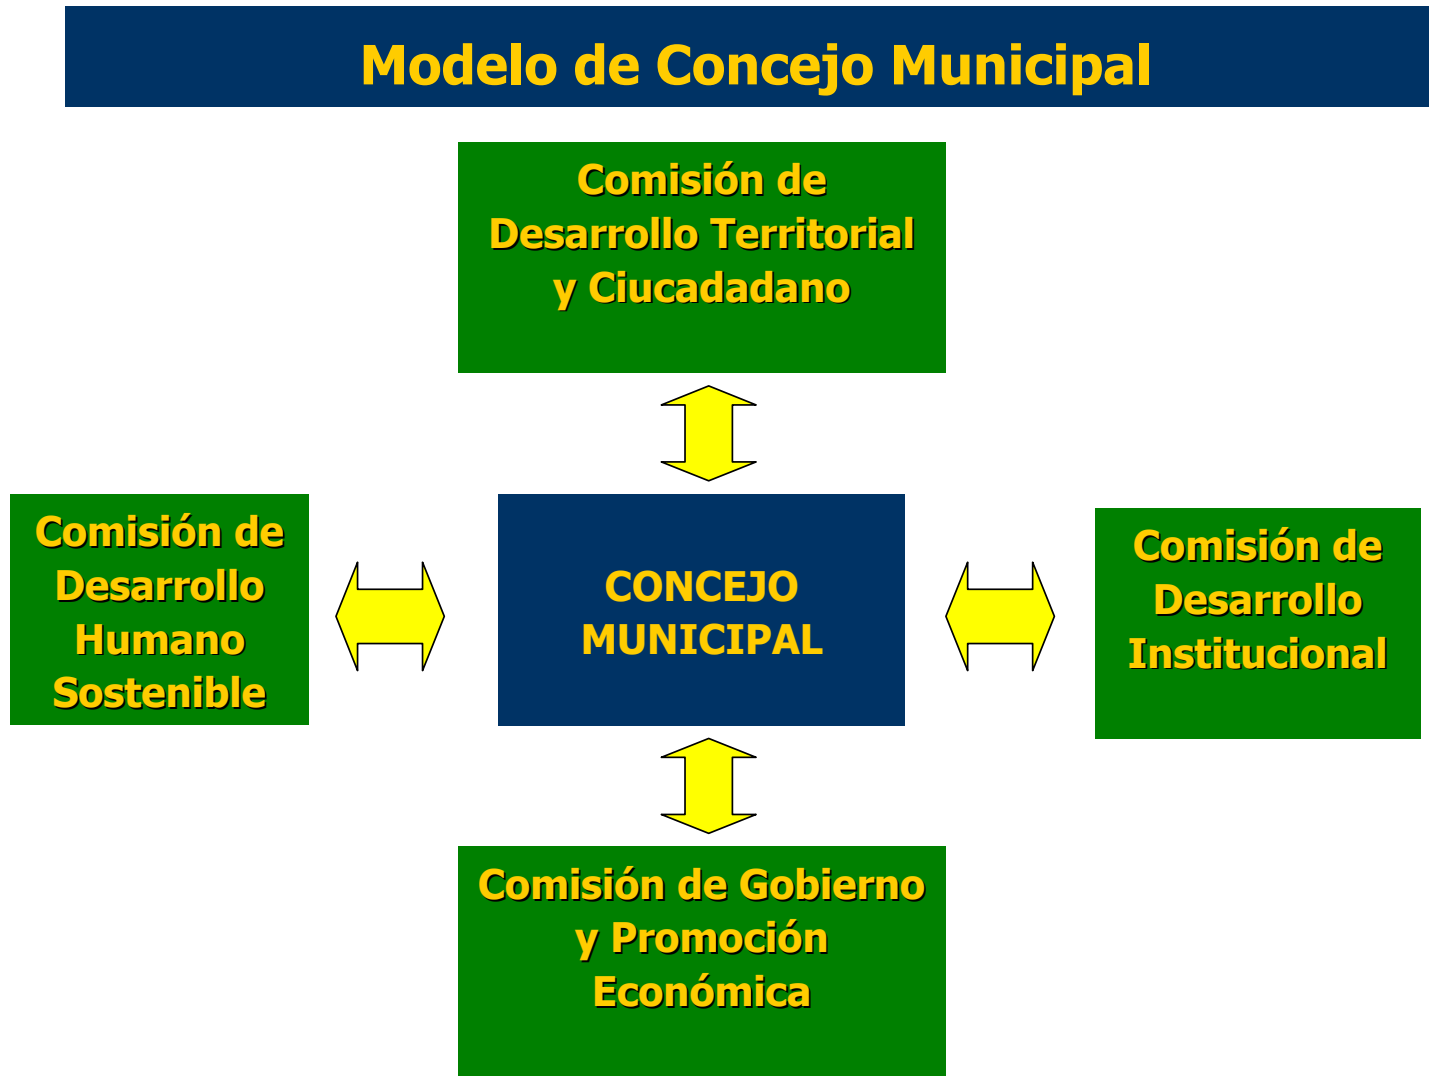 Modelo de Concejo Municipal
Comisión de
Desarrollo Territorial
y Ciucadadano
Comisión de
Desarrollo
Humano
Sostenible
CONCEJO
MUNICIPAL
Comisión de
Desarrollo
Institucional
Comisión de Gobierno
y Promoción
Económica